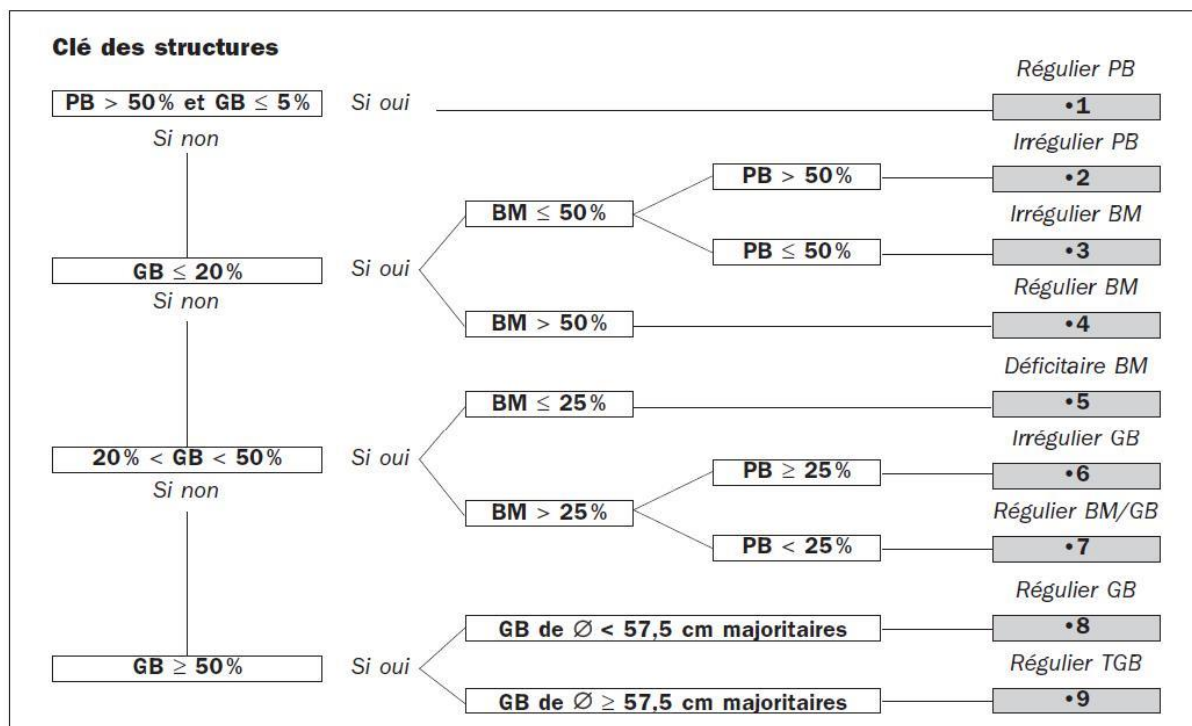 Clé des structures
Régulier PB
PB > 50% et GB ≤ 5% Si oui •1
Si non Irrégulier PB
PB > 50% •2
BM ≤ 50% Irrégulier BM
PB ≤ 50% •3
GB ≤ 20% Si oui
Si non Régulier BM
BM > 50% •4
Déficitaire BM
BM ≤ 25% •5
Irrégulier GB
20% < GB < 50% Si oui PB ≥ 25% •6
Si non Régulier BM/GB
BM > 25%
PB < 25% •7
Régulier GB
GB de Ø < 57,5 cm majoritaires •8
GB ≥ 50% Si oui Régulier TGB
GB de Ø ≥ 57,5 cm majoritaires •9